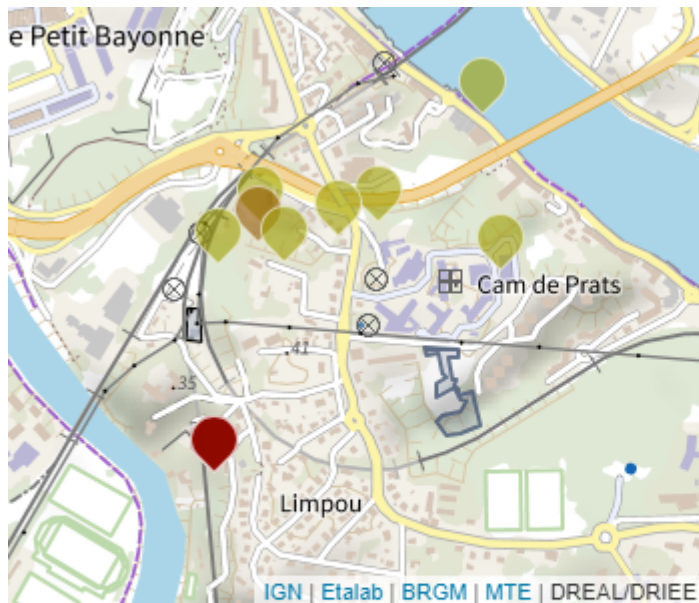 e Petit Bayonne
Cam de Prats
.41
.35
Limpou
IGN | Etalab | BRGM | MTE | DREAL/DRIEE